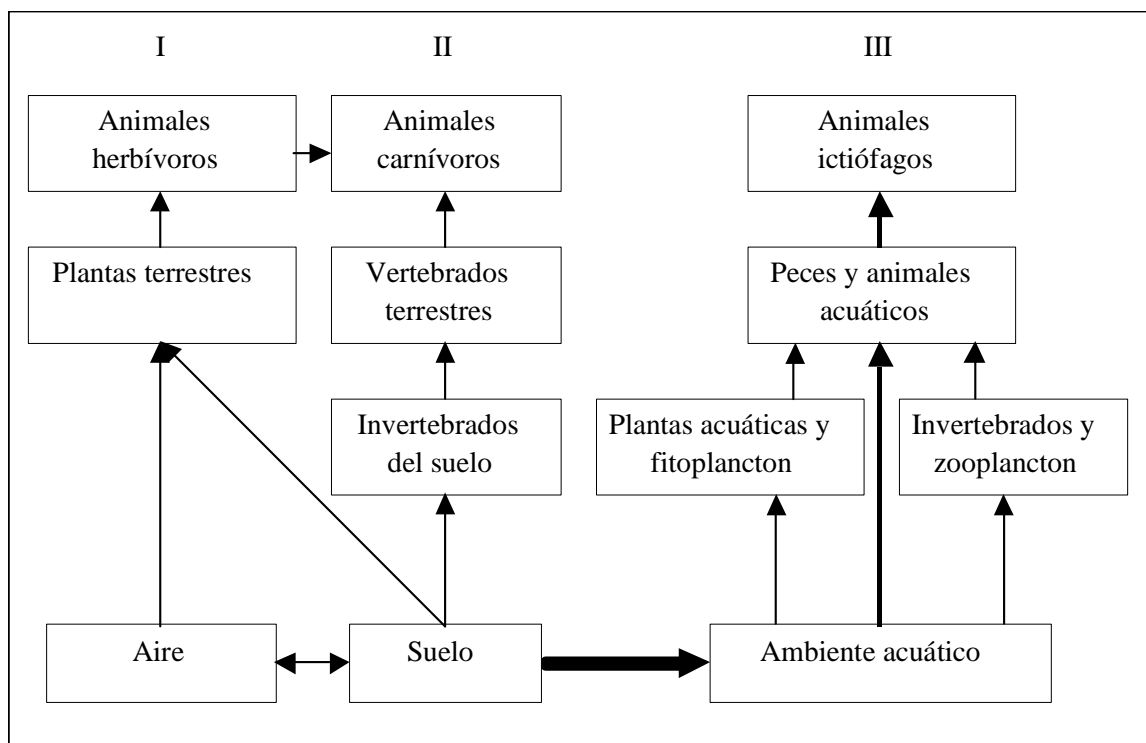 I
II
III
Animales
herbívoros
Animales
carnívoros
Animales
ictiófagos
Plantas terrestres
Vertebrados
terrestres
Peces y animales
acuáticos
Invertebrados
del suelo
Plantas acuáticas y
fitoplancton
Invertebrados y
zooplancton
Aire
Suelo
Ambiente acuático